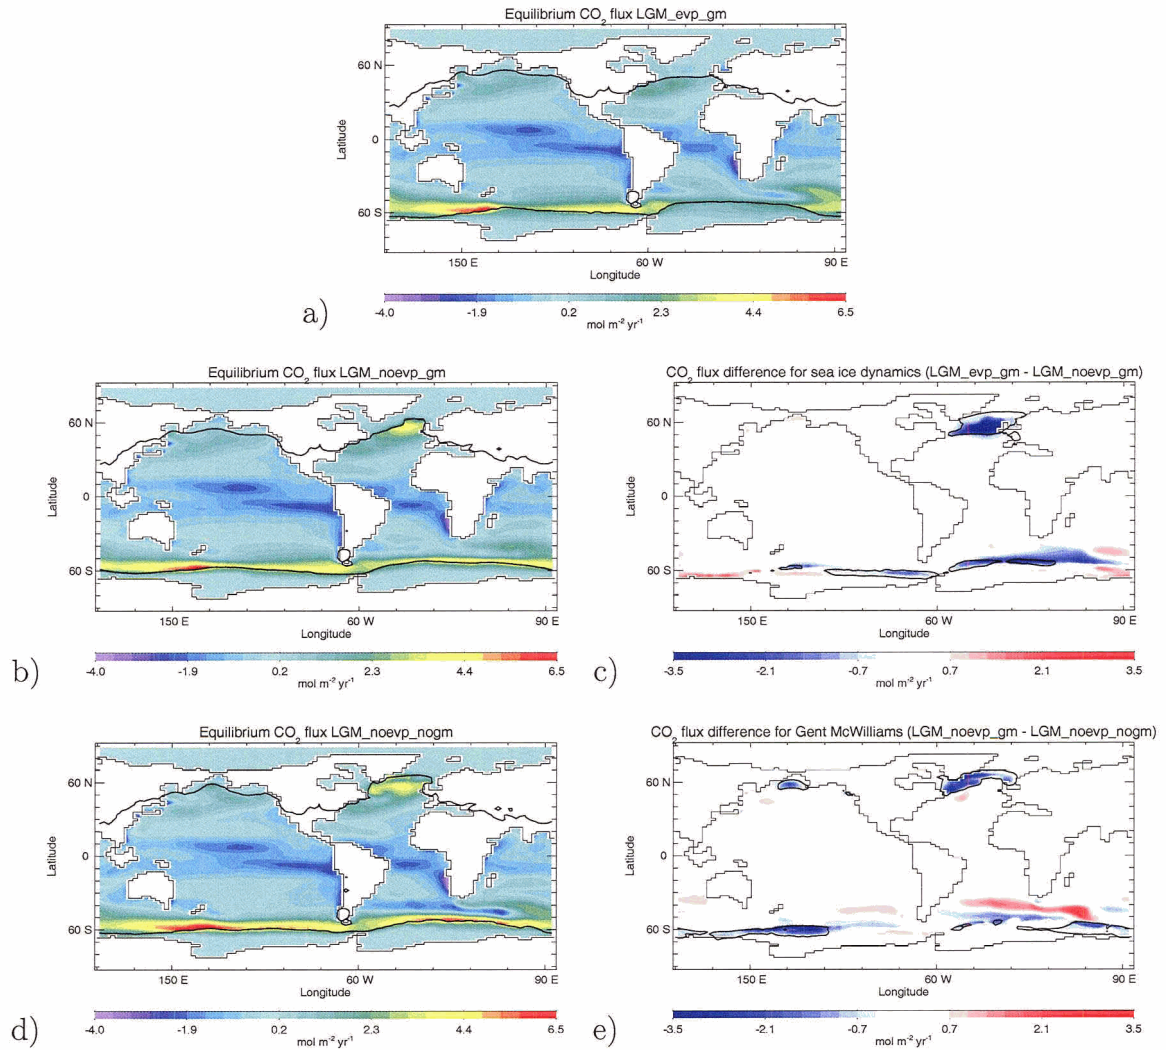 Equilibrium CO2 flux LGM_evp_gm
60 N
0
60 S
Latitude
150 E
60 W
90 E
Longitude
-4.0
-1.9
0.2
2.3
4.4
6.5
mol m-2 yr-1
a)
Equilibrium CO2 flux LGM_noevp_gm
60 N
0
60 S
Latitude
150 E
60 W
90 E
Longitude
-4.0
-1.9
0.2
2.3
4.4
6.5
mol m-2 yr-1
b)
CO2 flux difference for sea ice dynamics (LGM_evp_gm - LGM_noevp_gm)
60 N
0
60 S
Latitude
150 E
60 W
90 E
Longitude
-3.5
-2.1
-0.7
0.7
2.1
3.5
mol m-2 yr-1
c)
Equilibrium CO2 flux LGM_noevp_nogm
60 N
0
60 S
Latitude
150 E
60 W
90 E
Longitude
-4.0
-1.9
0.2
2.3
4.4
6.5
mol m-2 yr-1
d)
CO2 flux difference for Gent McWilliams (LGM_noevp_gm - LGM_noevp_nogm)
60 N
0
60 S
Latitude
150 E
60 W
90 E
Longitude
-3.5
-2.1
-0.7
0.7
2.1
3.5
mol m-2 yr-1
e)